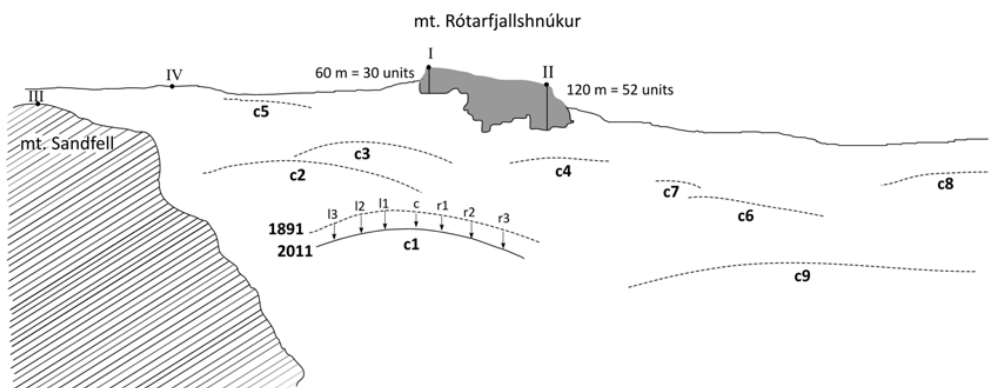 mt. Rótarfjallshnúkur
I
IV
60 m = 30 units
II
120 m = 52 units
III
c5
mt. Sandfell
c3
c4
c2
c7
c8
c6
l3 l2 l1 c r1 r2 r3
1891
2011
c1
c9